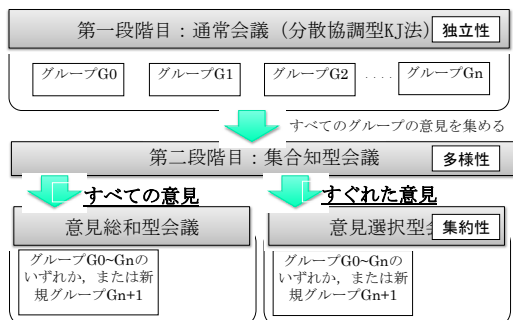 第一段階目：通常会議（分散協調型KJ法）
独立性
グループG0
グループG1
グループG2
....
グループGn
すべてのグループの意見を集める
第二段階目：集合知型会議
多様性
すべての意見
すぐれた意見
意見総和型会議
意見選択型会
集約性
グループG0~Gnの
いずれか，または新
規グループGn+1
グループG0~Gnの
いずれか，または新
規グループGn+1